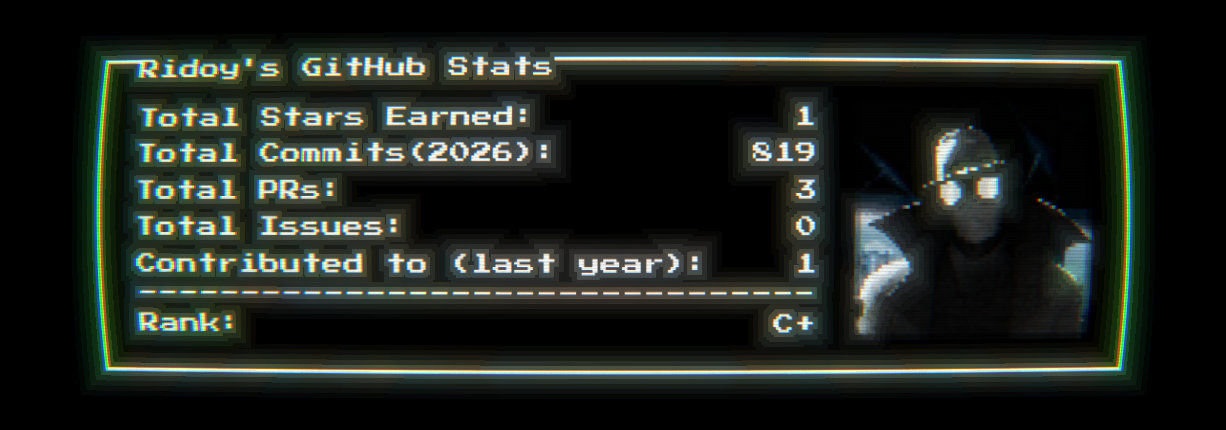 Ridoy's GitHub Stats
Total Stars Earned: 1
Total Commits(2026): 819
Total PRs: 3
Total Issues: 0
Contributed to (last year): 1
---------------------------------
Rank: C+